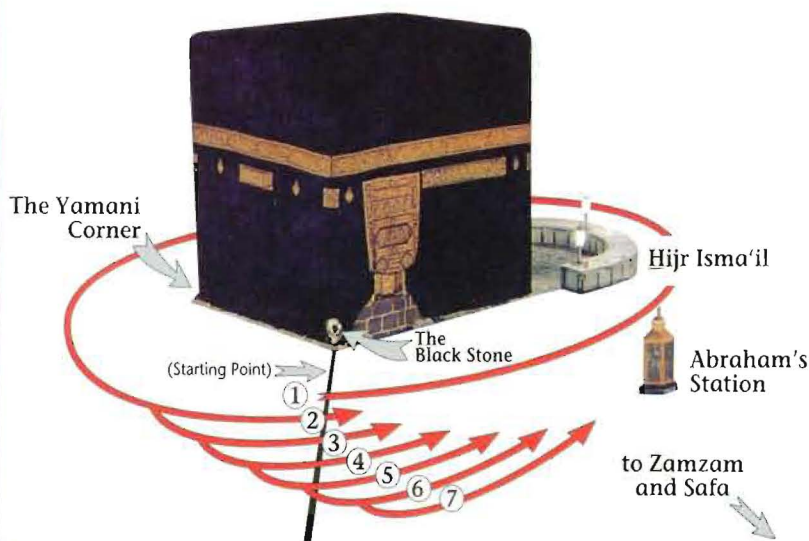 The Yamani
Corner
Hijr Isma‘il
The
Black Stone
(Starting Point)
Abraham's
Station
1
2
3
4
5
6
7
to Zamzam
and Safa